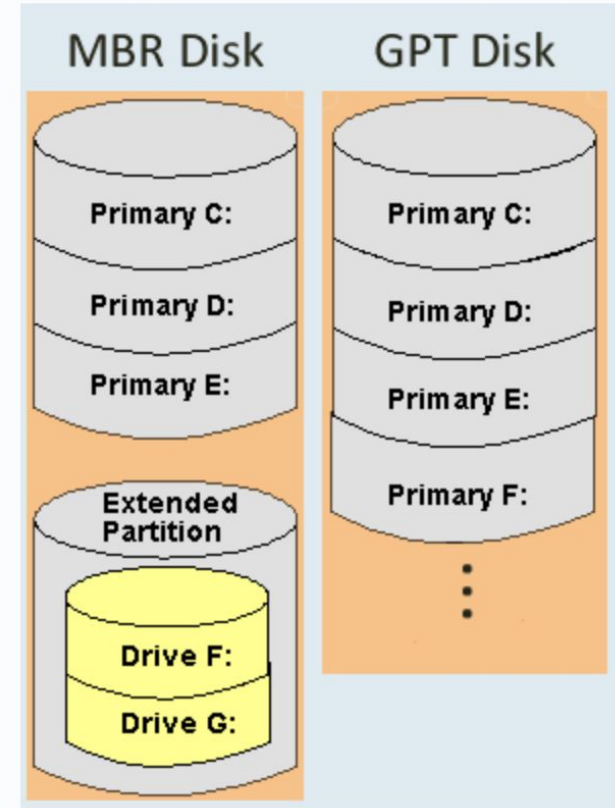 MBR Disk
Primary C:
Primary D:
Primary E:
Extended
Partition
Drive F:
Drive G:
GPT Disk
Primary C:
Primary D:
Primary E:
Primary F: